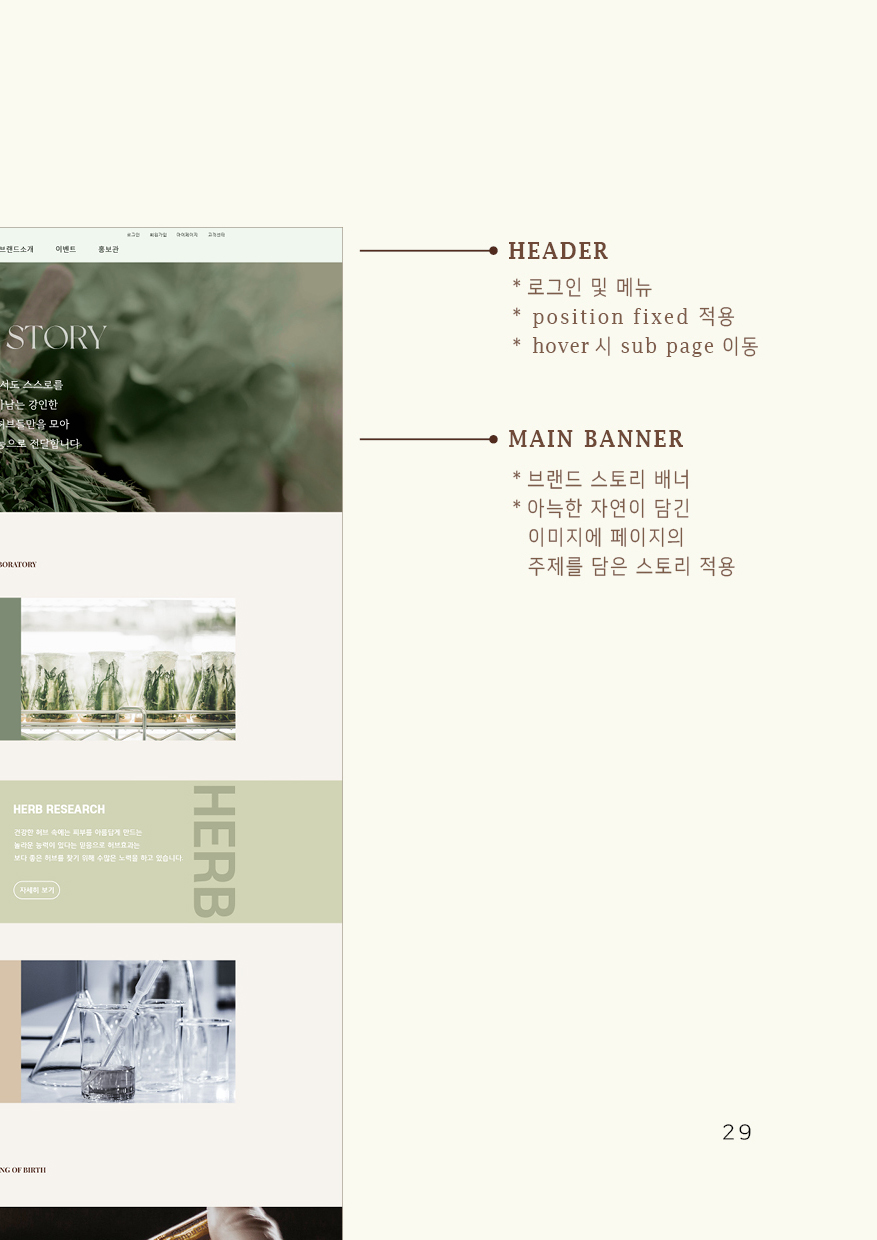 로그인 회원가입 마이페이지 고객센터
브랜드소개 이벤트 홍보관
STORY
서도 스스로를
아남는 강인한
허브들만을 모아
능으로 전달합니다
BORATORY
HERB RESEARCH
건강한 허브 속에는 피부를 아름답게 만드는
놀라운 능력이 있다는 믿음으로 허브효과는
보다 좋은 허브를 찾기 위해 수많은 노력을 하고 있습니다
자세히 보기
HERB
NG OF BIRTH
HEADER
* 로그인 및 메뉴
* position fixed 적용
* hover 시 sub page 이동
MAIN BANNER
* 브랜드 스토리 배너
* 아늑한 자연이 담긴
이미지에 페이지의
주제를 담은 스토리 적용
29